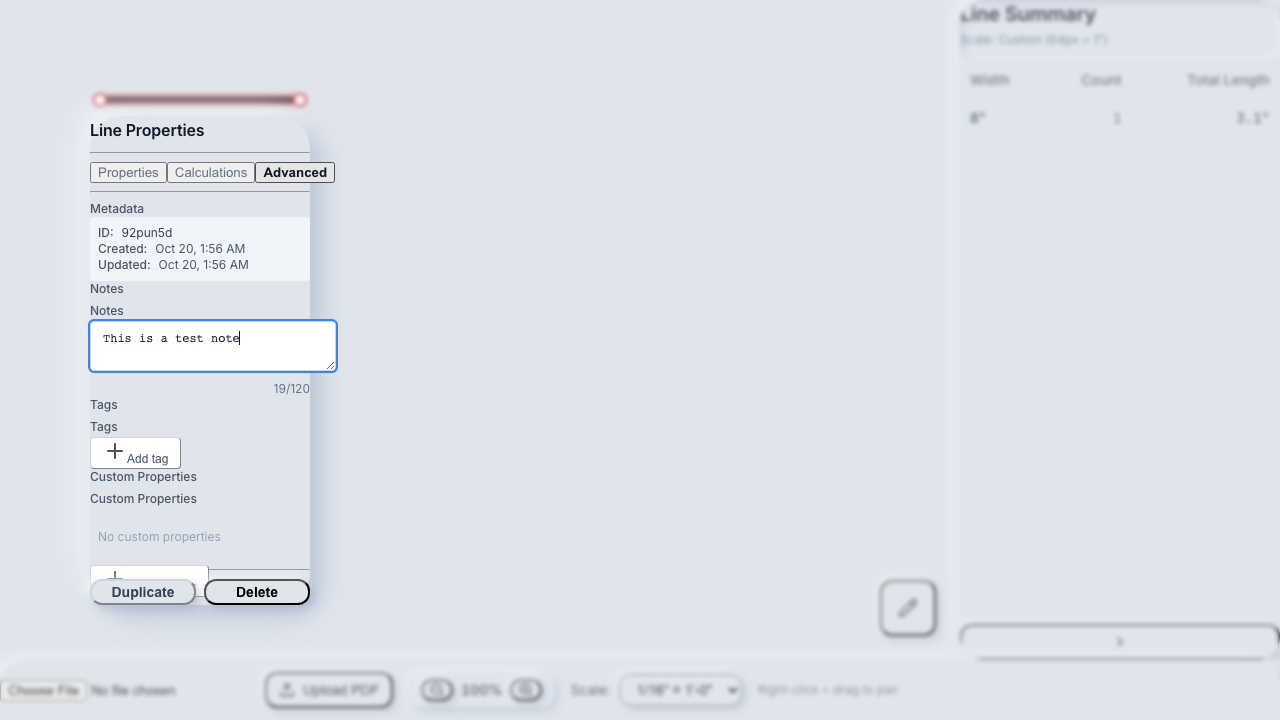 Line Summary
Scale: Custom (64px = 1")
Width Count Total Length
8" 1 3.1"
Line Properties
Properties Calculations Advanced
Metadata
ID: 92pun5d
Created: Oct 20, 1:56 AM
Updated: Oct 20, 1:56 AM
Notes
Notes
This is a test note
19/120
Tags
Tags
Add tag
Custom Properties
Custom Properties
No custom properties
Duplicate Delete
Choose File No file chosen Upload PDF 100% Scale: 1/16" = 1'-0" Right-click + drag to pan